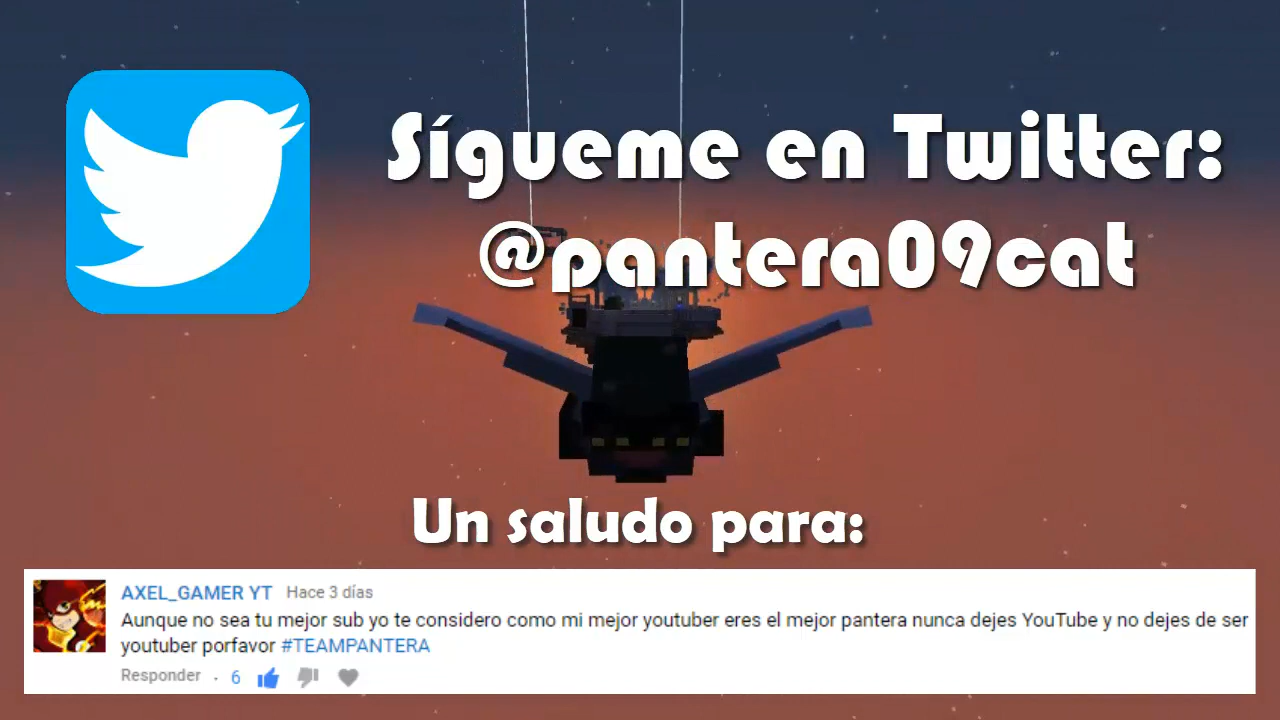 Sígueme en Twitter:
@pantera09cat
Un saludo para:
AXEL_GAMER YT Hace 3 días
Aunque no sea tu mejor sub yo te considero como mi mejor youtuber eres el mejor pantera nunca dejes YouTube y no dejes de ser
youtuber porfavor #TEAMPANTERA
Responder · 6